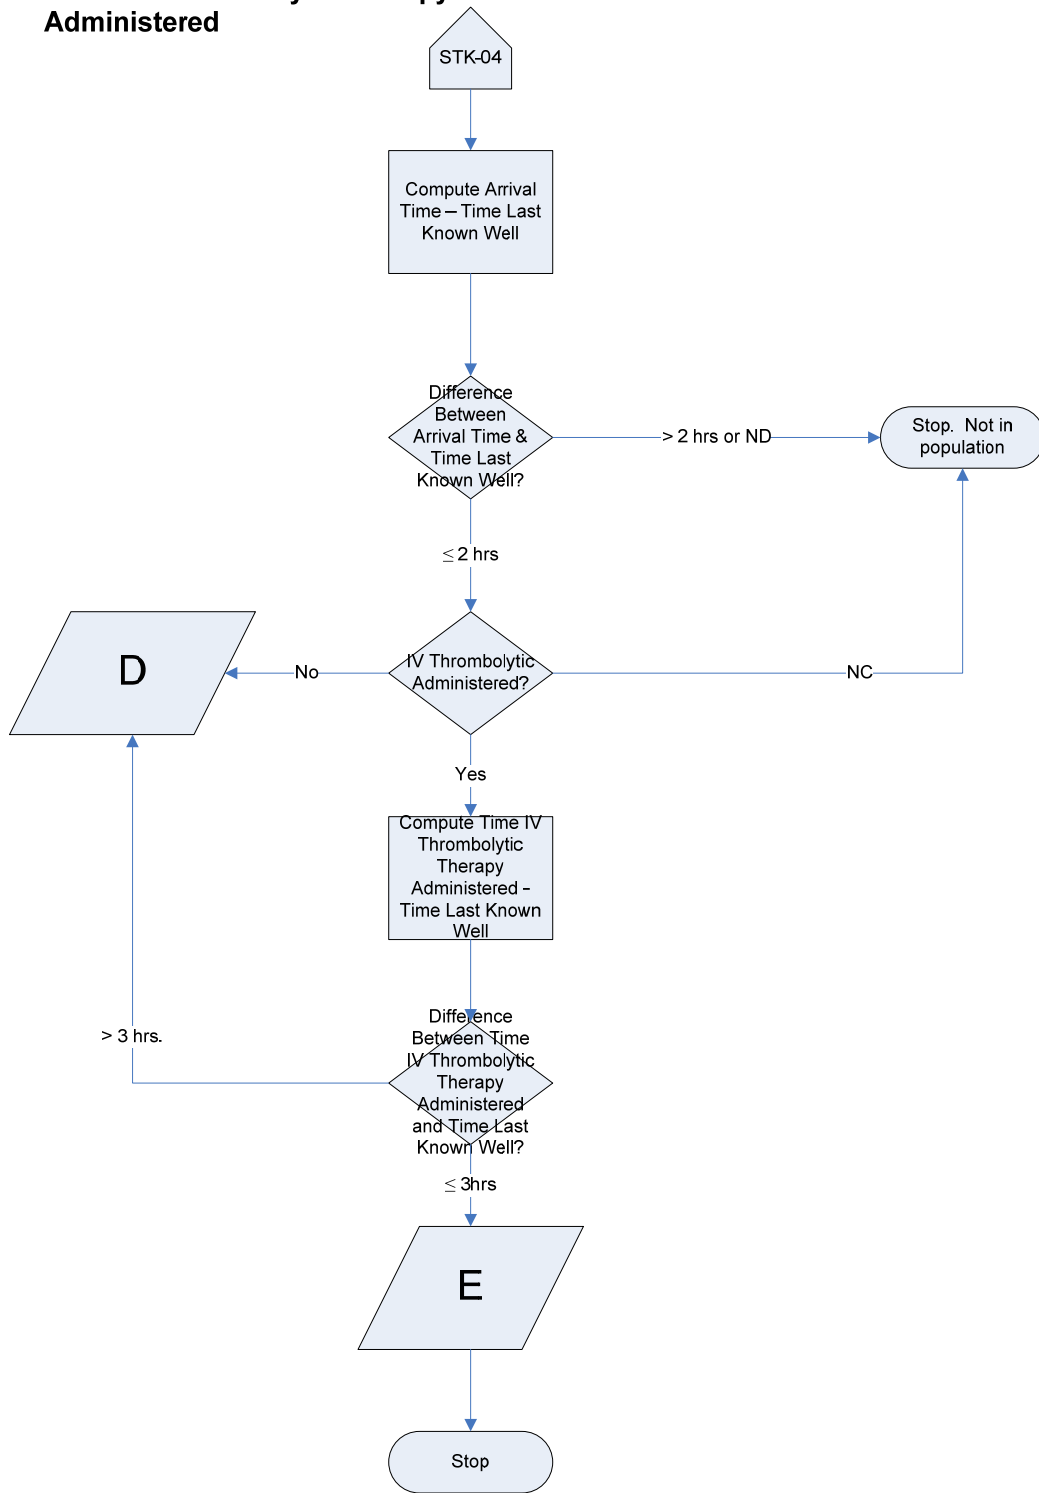 Administered
STK-04
Compute Arrival
Time – Time Last
Known Well
Difference
Between
Arrival Time &
Time Last
Known Well?
> 2 hrs or ND
Stop.  Not in
population
≤ 2 hrs
D
No
IV Thrombolytic
Administered?
NC
Yes
Compute Time IV
Thrombolytic
Therapy
Administered –
Time Last Known
Well
> 3 hrs.
Difference
Between Time
IV Thrombolytic
Therapy
Administered
and Time Last
Known Well?
≤ 3hrs
E
Stop